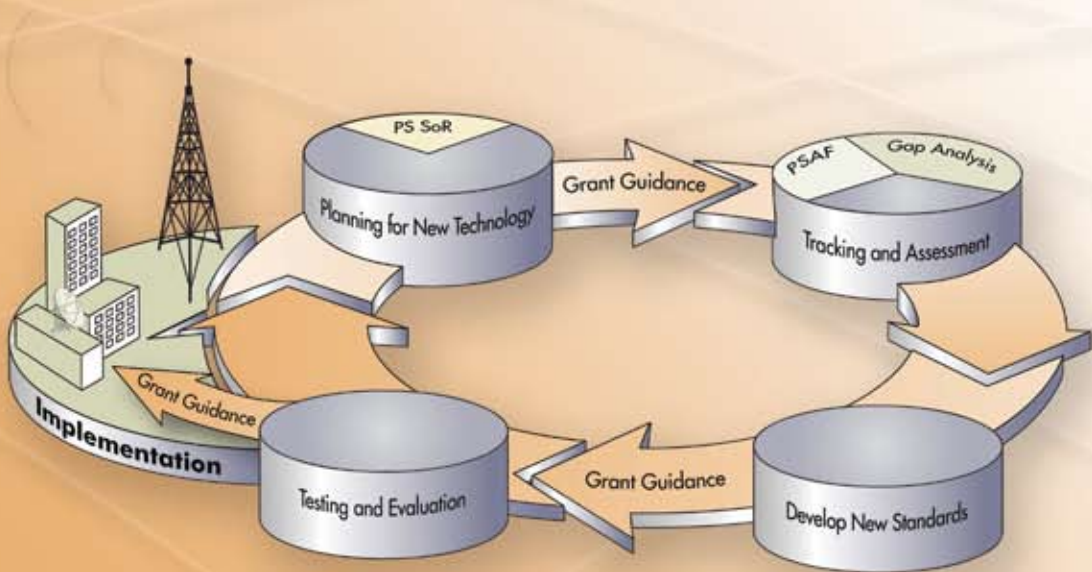 PS SoR
Planning for New Technology
Grant Guidance
PSAF
Gap Analysis
Tracking and Assessment
Develop New Standards
Grant Guidance
Testing and Evaluation
Grant Guidance
Implementation